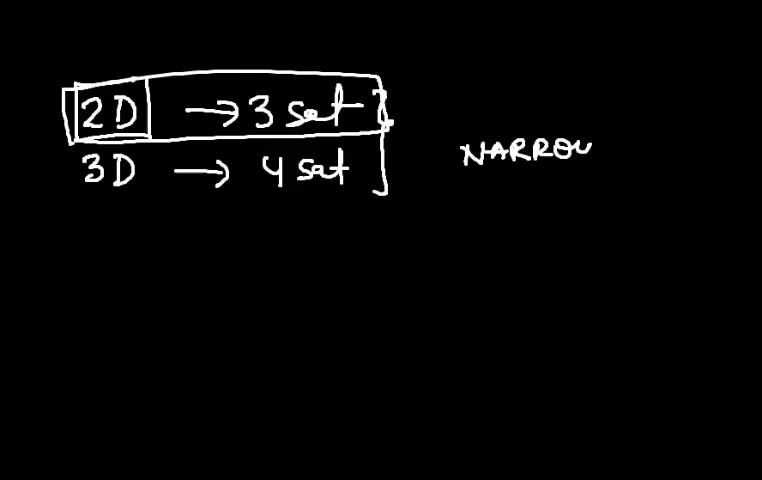 2D → 3 sat
3D → 4 sat
NARROW